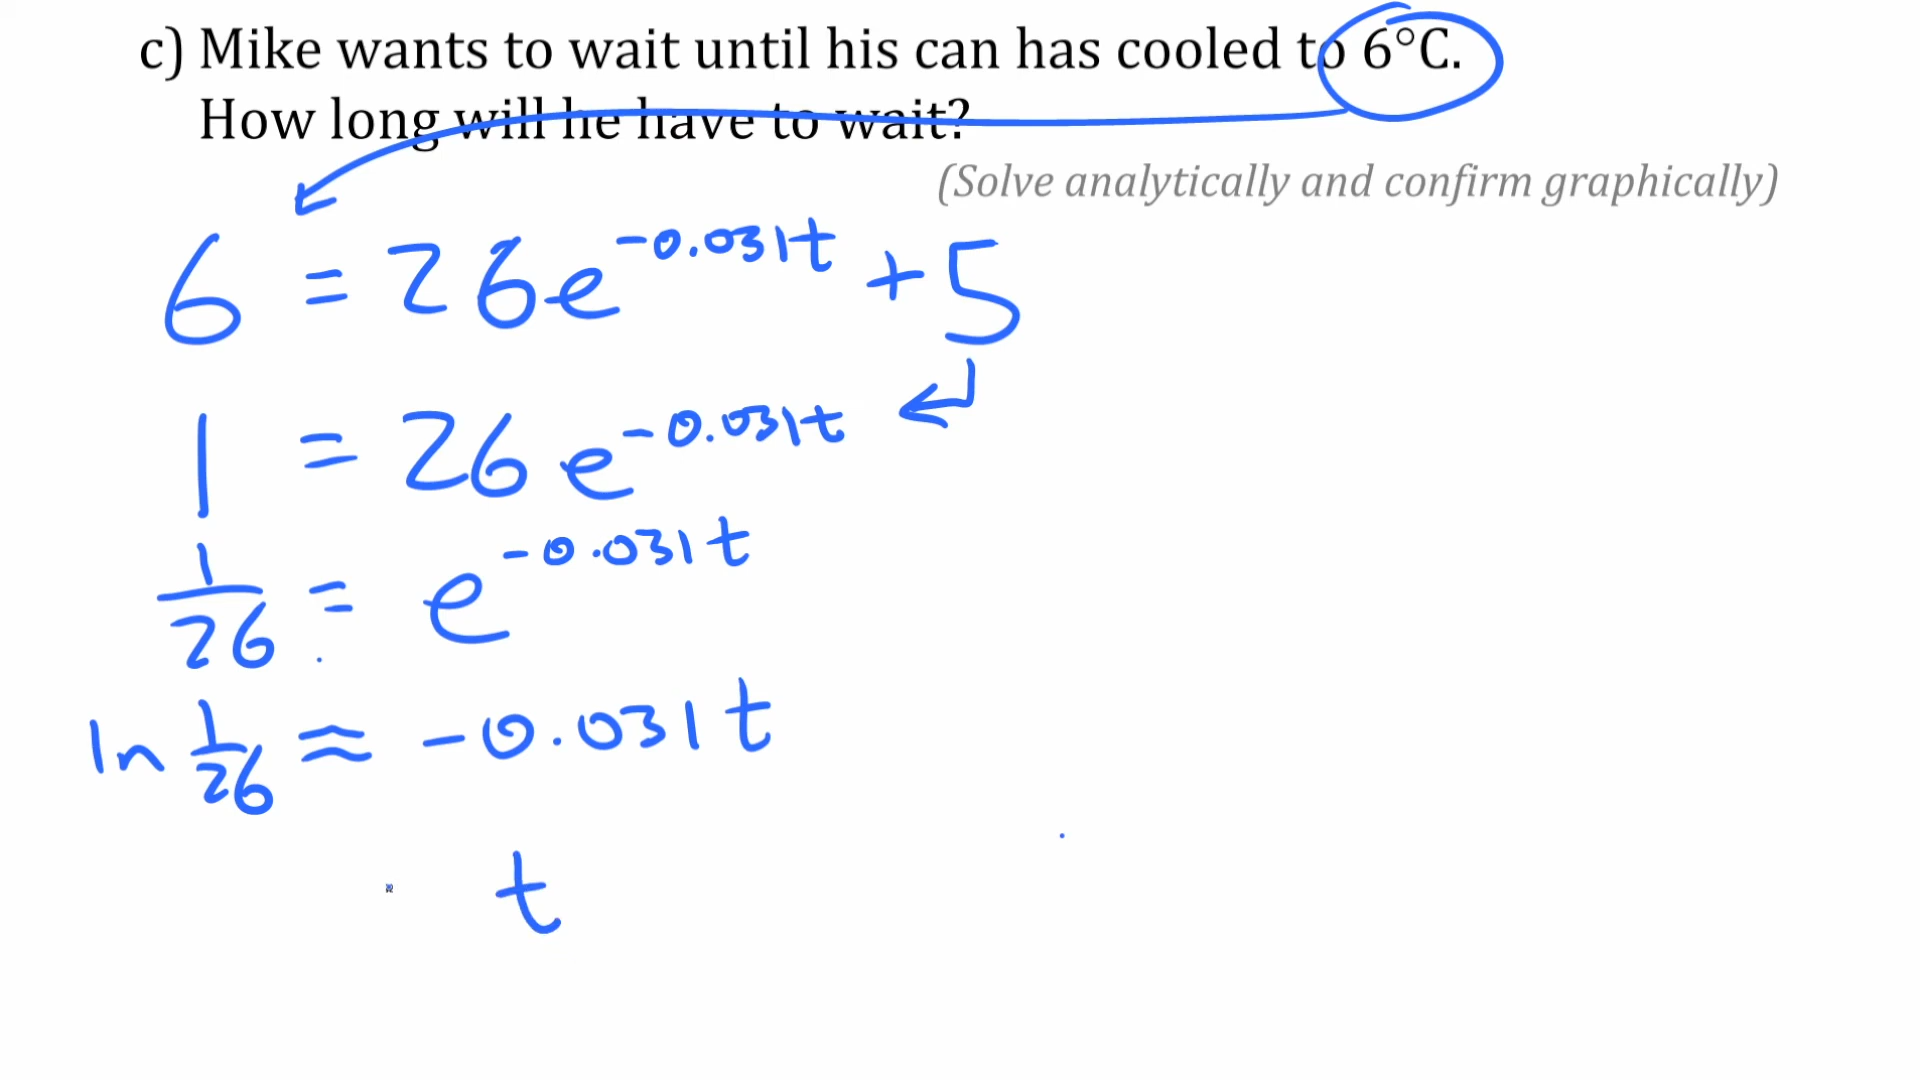 c) Mike wants to wait until his can has cooled to 6°C.
How long will he have to wait?
(Solve analytically and confirm graphically)
6 = 26e^{-0.031t} + 5
1 = 26e^{-0.031t}
1/26 = e^{-0.031t}
ln 1/26 ≈ -0.031t
t